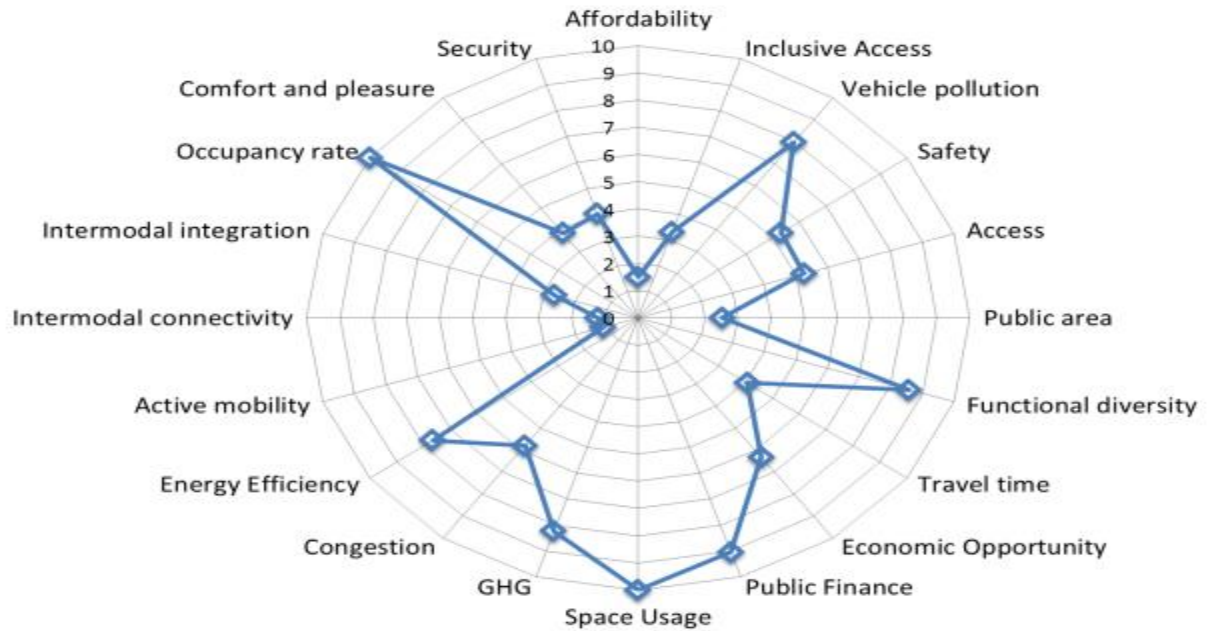 Affordability
Security
10
Inclusive Access
Comfort and pleasure
9
Vehicle pollution
8
Occupancy rate
7
Safety
6
5
Intermodal integration
4
Access
3
2
1
Intermodal connectivity
0
Public area
Active mobility
Functional diversity
Energy Efficiency
Travel time
Congestion
Economic Opportunity
GHG
Public Finance
Space Usage